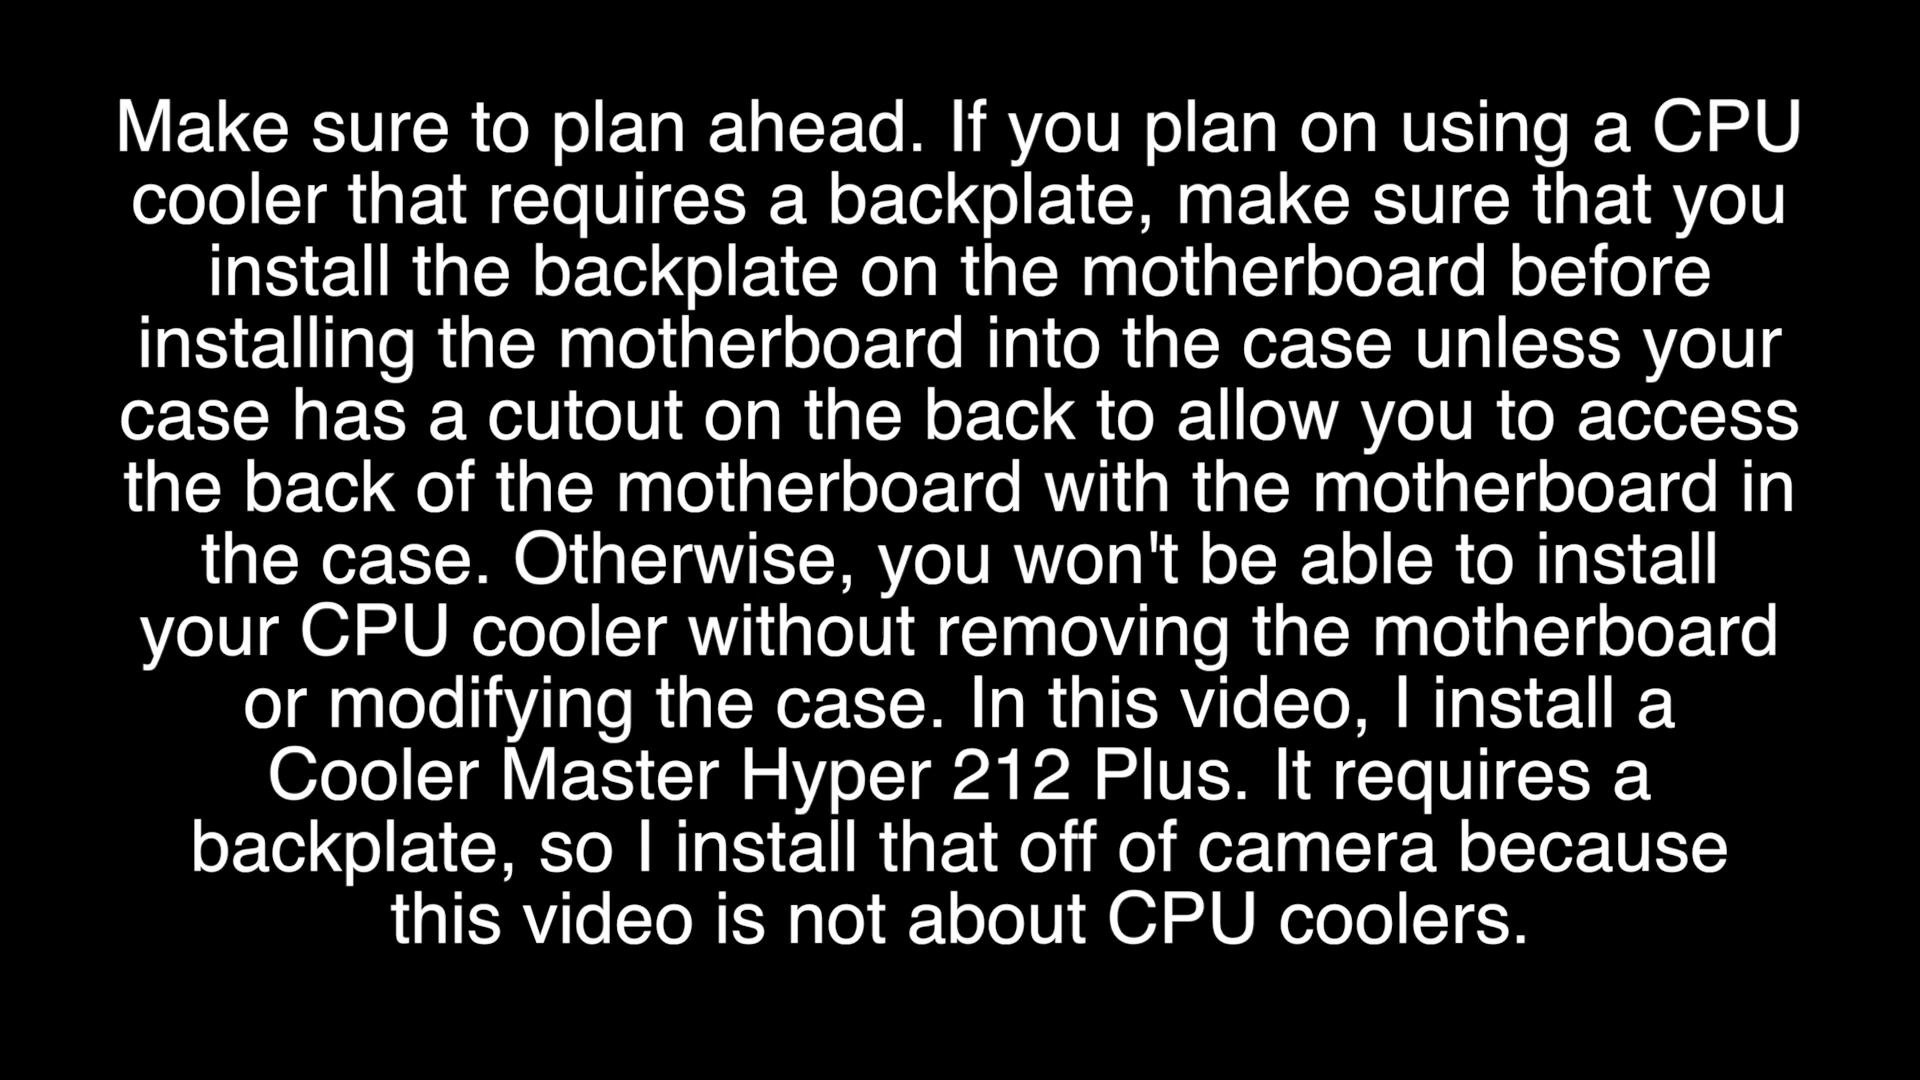 Make sure to plan ahead. If you plan on using a CPU
cooler that requires a backplate, make sure that you
install the backplate on the motherboard before
installing the motherboard into the case unless your
case has a cutout on the back to allow you to access
the back of the motherboard with the motherboard in
the case. Otherwise, you won't be able to install
your CPU cooler without removing the motherboard
or modifying the case. In this video, I install a
Cooler Master Hyper 212 Plus. It requires a
backplate, so I install that off of camera because
this video is not about CPU coolers.